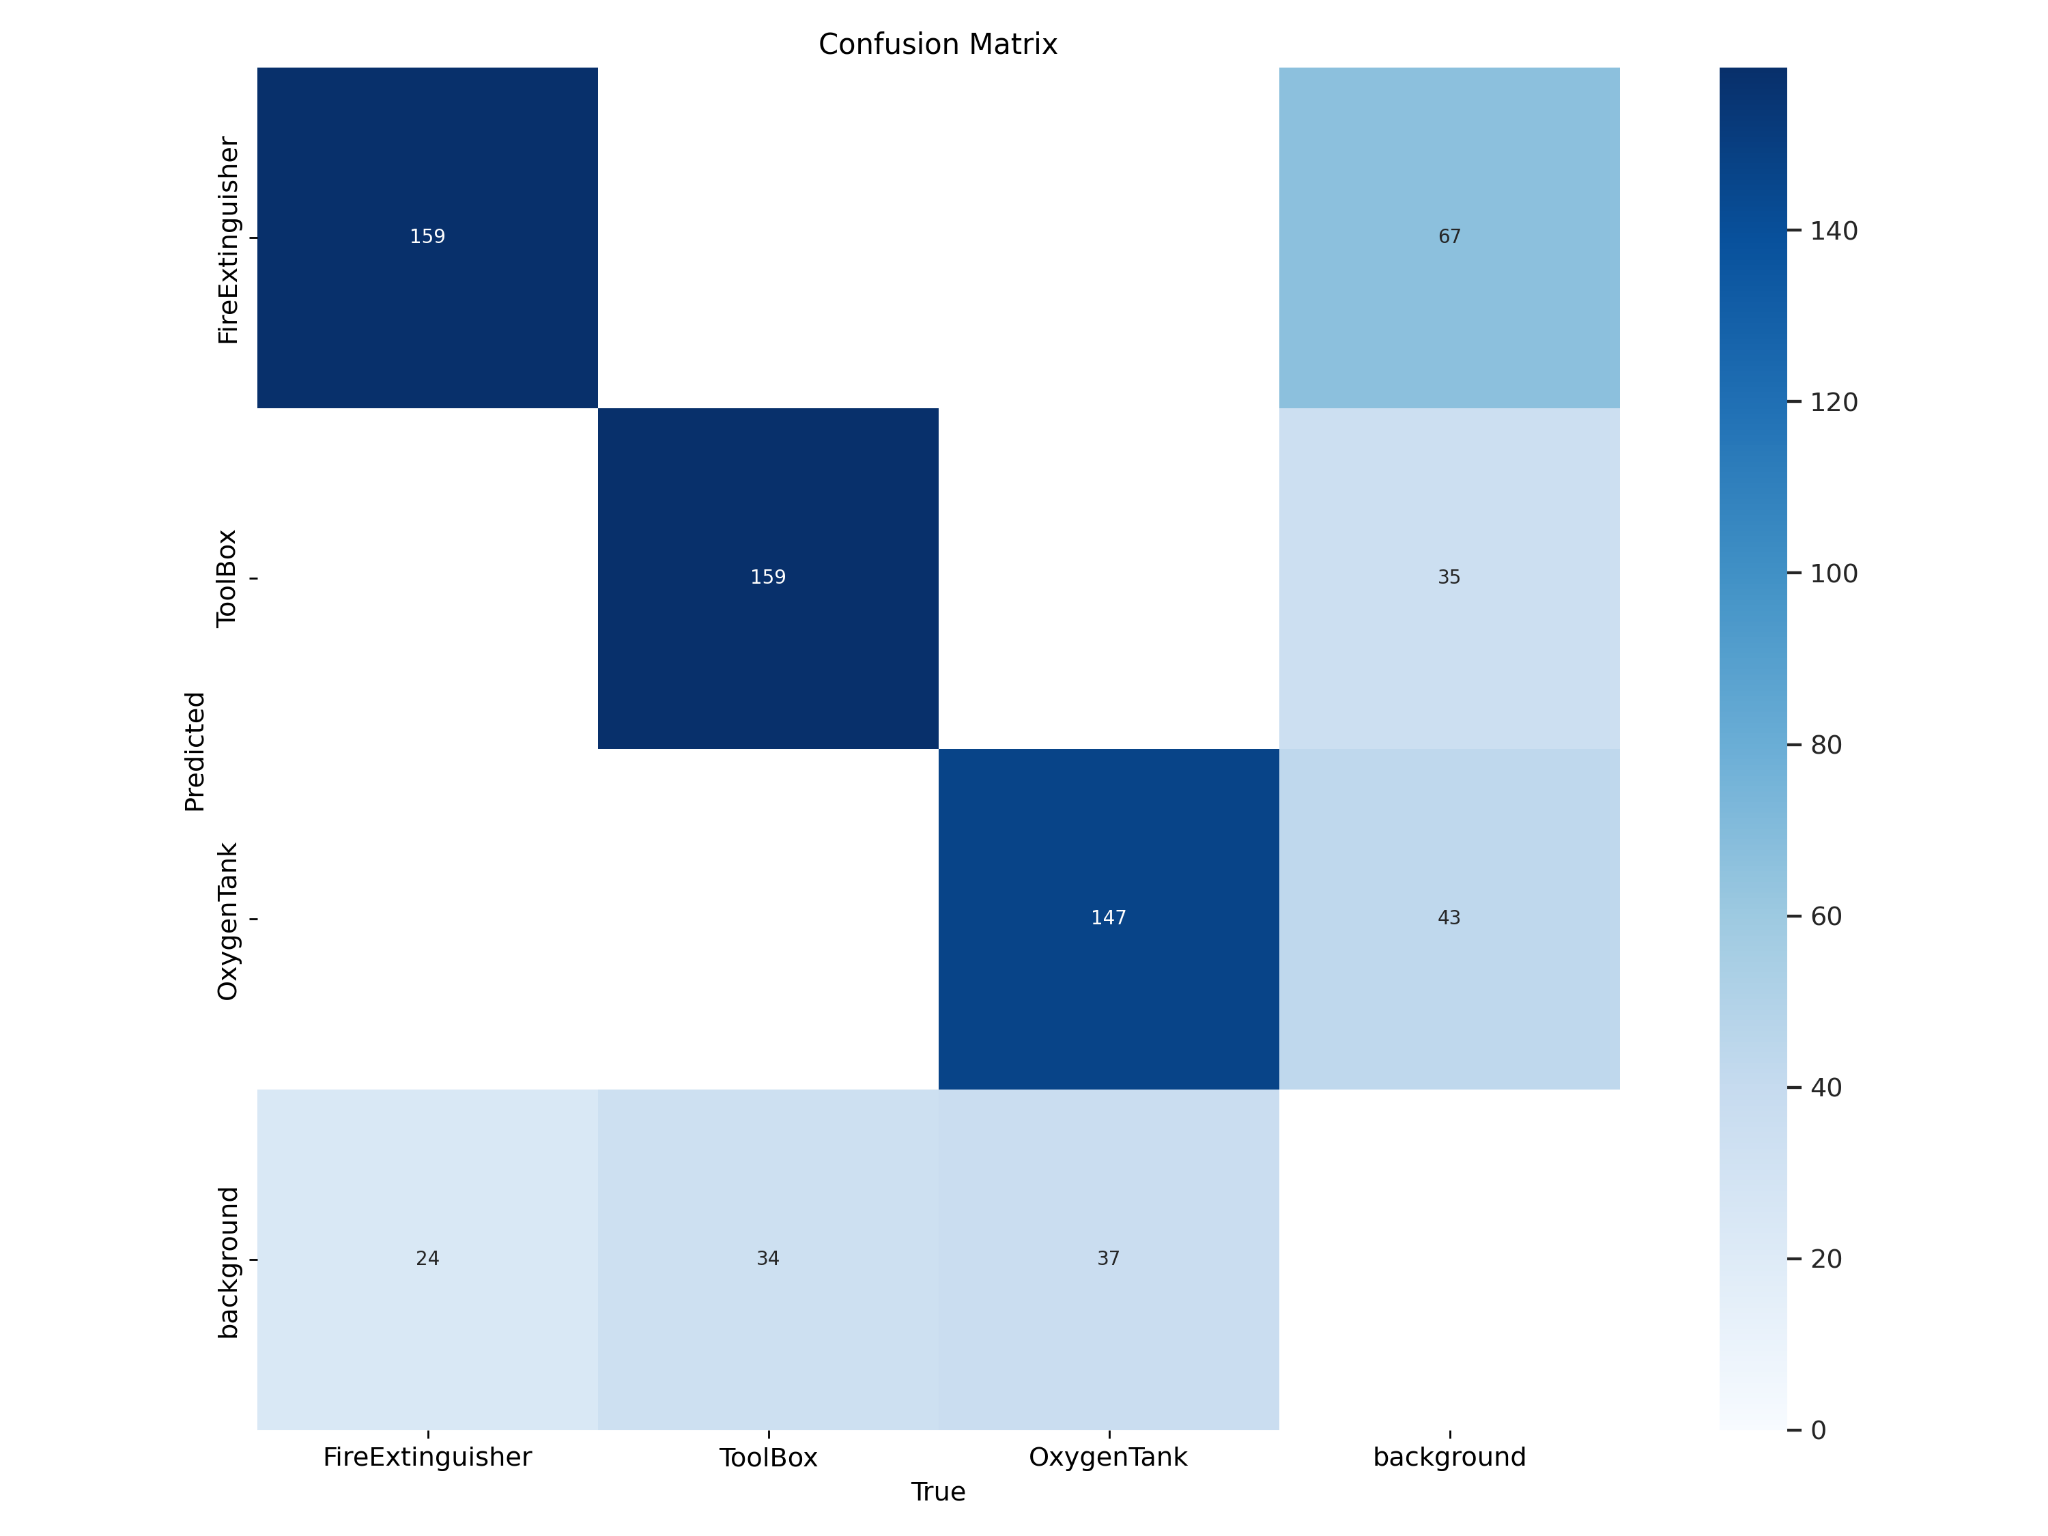 Confusion Matrix
FireExtinguisher
159
67
140
120
ToolBox
159
35
100
80
Predicted
OxygenTank
147
43
60
40
background
24
34
37
20
0
FireExtinguisher
ToolBox
OxygenTank
background
True